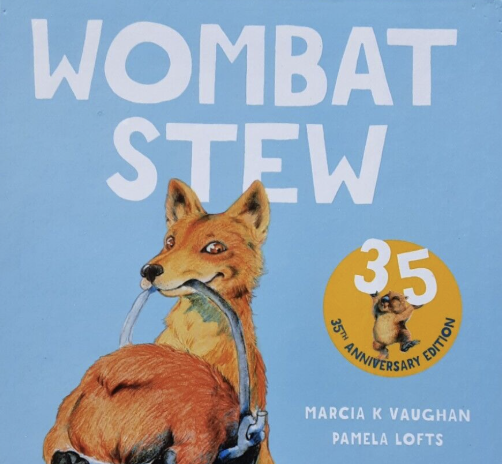 WOMBAT
STEW
35
35TH ANNIVERSARY EDITION
MARCIA K VAUGHAN
PAMELA LOFTS